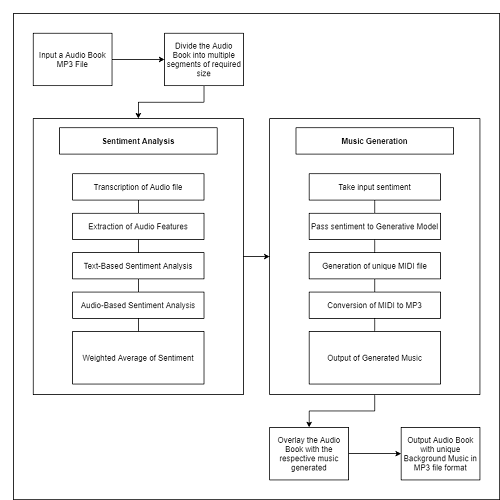 Input a Audio Book
MP3 File
Divide the Audio
Book into multiple
segments of required
size
Sentiment Analysis
Transcription of Audio file
Extraction of Audio Features
Text-Based Sentiment Analysis
Audio-Based Sentiment Analysis
Weighted Average of Sentiment
Music Generation
Take input sentiment
Pass sentiment to Generative Model
Generation of unique MIDI file
Conversion of MIDI to MP3
Output of Generated Music
Overlay the Audio
Book with the
respective music
generated
Output Audio Book
with unique
Background Music in
MP3 file format